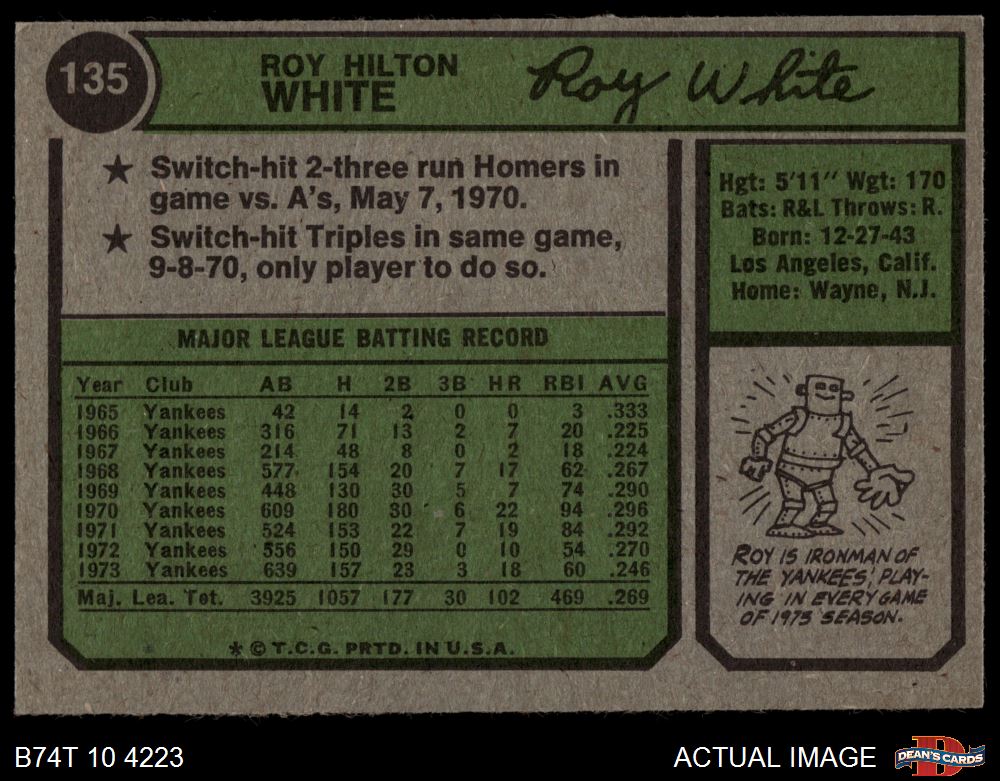 135
ROY HILTON
WHITE
Roy White
★ Switch-hit 2-three run Homers in
game vs. A's, May 7, 1970.
★ Switch-hit Triples in same game,
9-8-70, only player to do so.
Hgt: 5'11" Wgt: 170
Bats: R&L Throws: R.
Born: 12-27-43
Los Angeles, Calif.
Home: Wayne, N.J.
MAJOR LEAGUE BATTING RECORD
Year Club AB H 2B 3B HR RBI AVG
1965 Yankees 42 14 2 0 0 3 .333
1966 Yankees 316 71 13 2 7 20 .225
1967 Yankees 214 48 8 0 2 18 .224
1968 Yankees 577 154 20 7 17 62 .267
1969 Yankees 448 130 30 5 7 74 .290
1970 Yankees 609 180 30 6 22 94 .296
1971 Yankees 524 153 22 7 19 84 .292
1972 Yankees 556 150 29 0 10 54 .270
1973 Yankees 639 157 23 3 18 60 .246
Maj. Lea. Tot. 3925 1057 177 30 102 469 .269
* © T.C.G. PRTD. IN U.S.A.
ROY IS IRONMAN OF
THE YANKEES, PLAY-
ING IN EVERY GAME
OF 1973 SEASON.
B74T 10 4223
ACTUAL IMAGE
D
DEAN'S CARDS